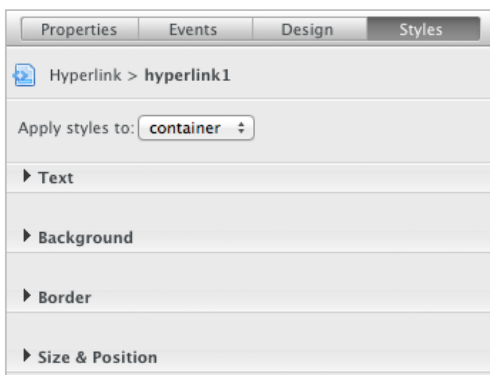 Properties Events Design Styles
Hyperlink > hyperlink1
Apply styles to: container
Text
Background
Border
Size & Position